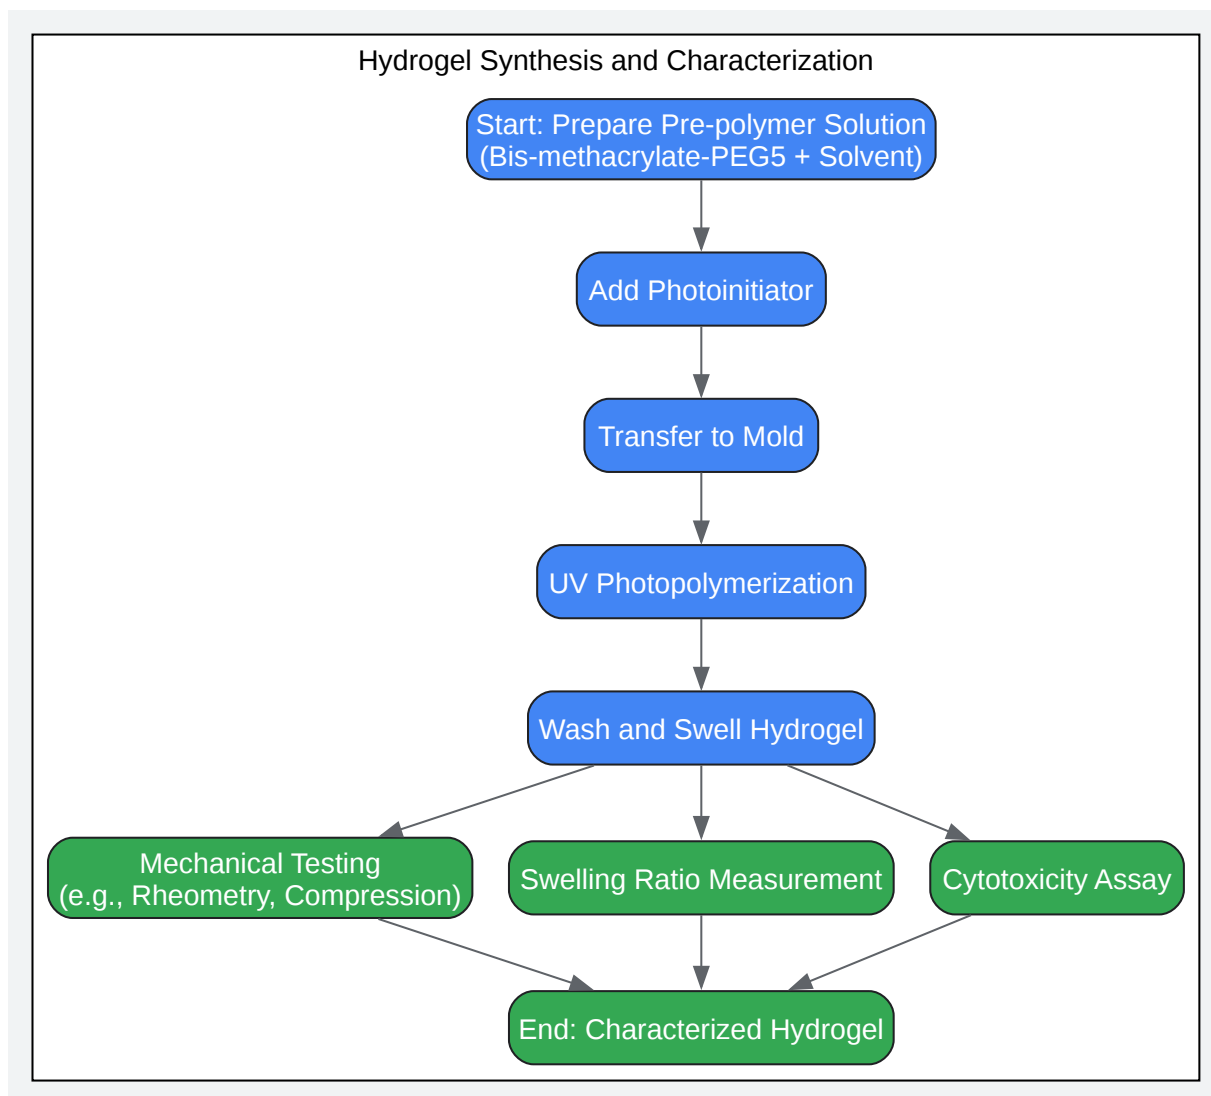 Hydrogel Synthesis and Characterization
Start: Prepare Pre-polymer Solution
(Bis-methacrylate-PEG5 + Solvent)
Add Photoinitiator
Transfer to Mold
UV Photopolymerization
Wash and Swell Hydrogel
Mechanical Testing
(e.g., Rheometry, Compression)
Swelling Ratio Measurement
Cytotoxicity Assay
End: Characterized Hydrogel